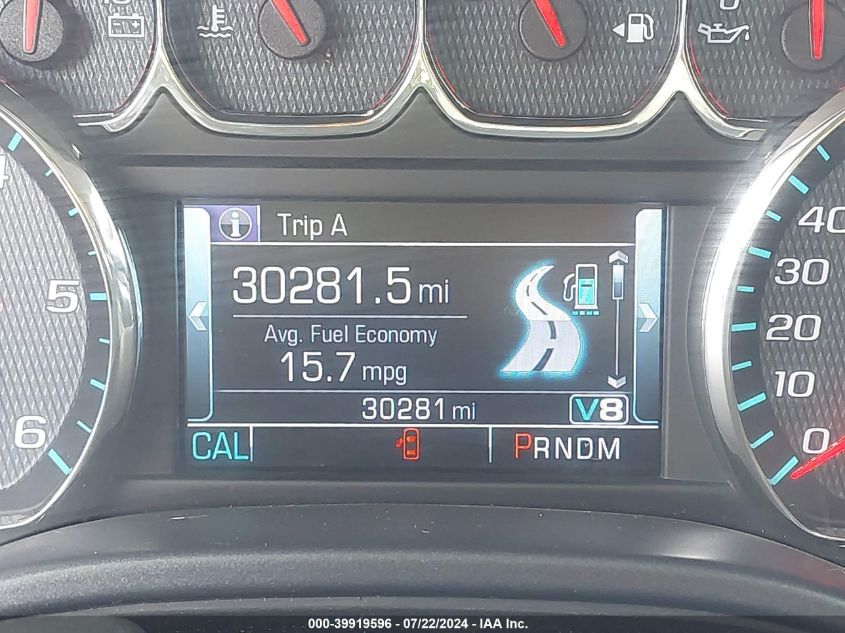 Trip A
30281.5 mi
Avg. Fuel Economy
15.7 mpg
30281 mi V8
CAL PRNDM
5
6
40
30
20
10
0
000-39919596 - 07/22/2024 - IAA Inc.